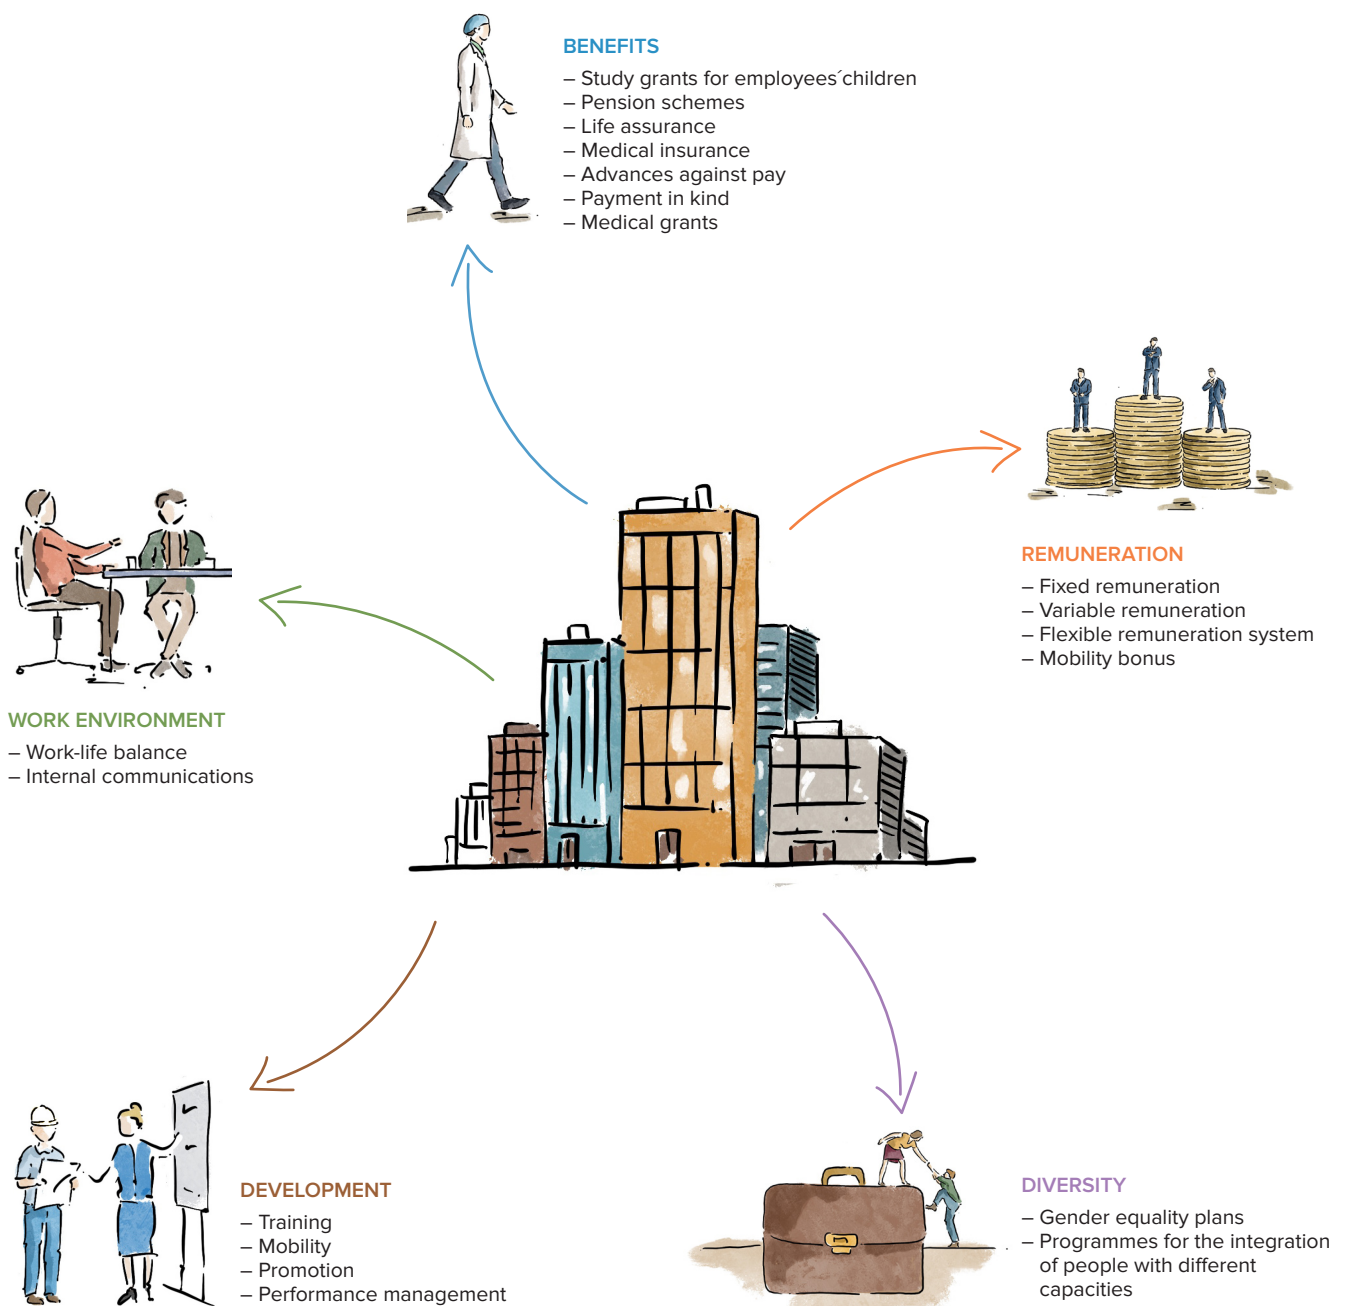 BENEFITS
– Study grants for employees´children
– Pension schemes
– Life assurance
– Medical insurance
– Advances against pay
– Payment in kind
– Medical grants
REMUNERATION
– Fixed remuneration
– Variable remuneration
– Flexible remuneration system
– Mobility bonus
WORK ENVIRONMENT
– Work-life balance
– Internal communications
DEVELOPMENT
– Training
– Mobility
– Promotion
– Performance management
DIVERSITY
– Gender equality plans
– Programmes for the integration
of people with different
capacities